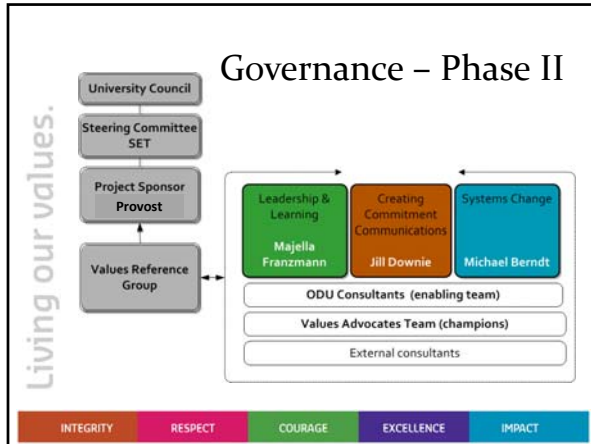 Governance – Phase II
Living our values.
University Council
Steering Committee
SET
Project Sponsor
Provost
Values Reference
Group
Leadership &
Learning
Majella
Franzmann
Creating
Commitment
Communications
Jill Downie
Systems Change
Michael Berndt
ODU Consultants (enabling team)
Values Advocates Team (champions)
External consultants
INTEGRITY
RESPECT
COURAGE
EXCELLENCE
IMPACT